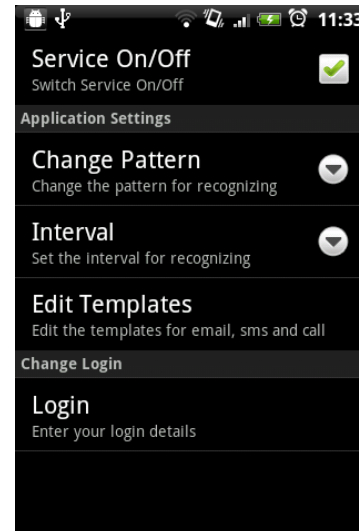 11:33
Service On/Off
Switch Service On/Off
Application Settings
Change Pattern
Change the pattern for recognizing
Interval
Set the interval for recognizing
Edit Templates
Edit the templates for email, sms and call
Change Login
Login
Enter your login details